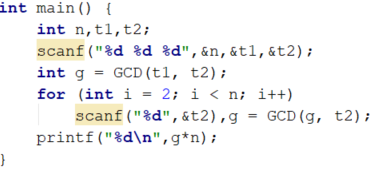 int main() {
int n,t1,t2;
scanf("%d %d %d",&n,&t1,&t2);
int g = GCD(t1, t2);
for (int i = 2; i < n; i++)
scanf("%d",&t2),g = GCD(g, t2);
printf("%d\n",g*n);
}